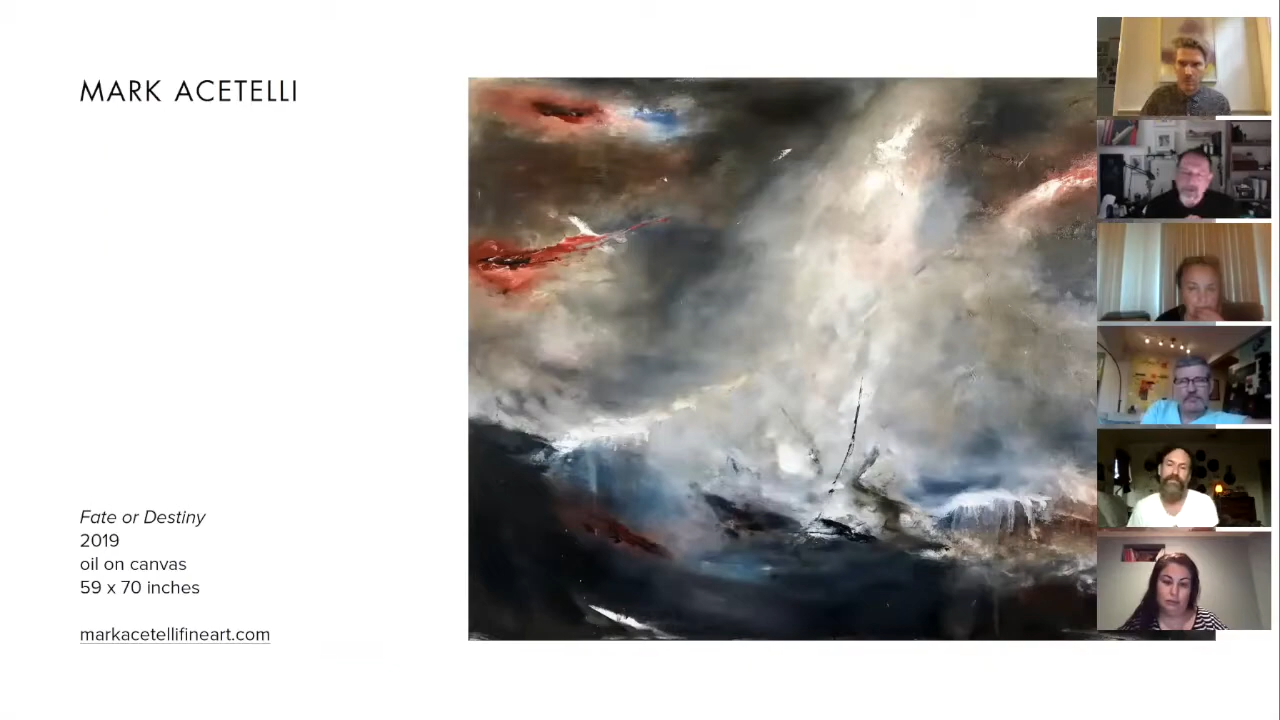 MARK ACETELLI
Fate or Destiny
2019
oil on canvas
59 x 70 inches
markacetellifineart.com